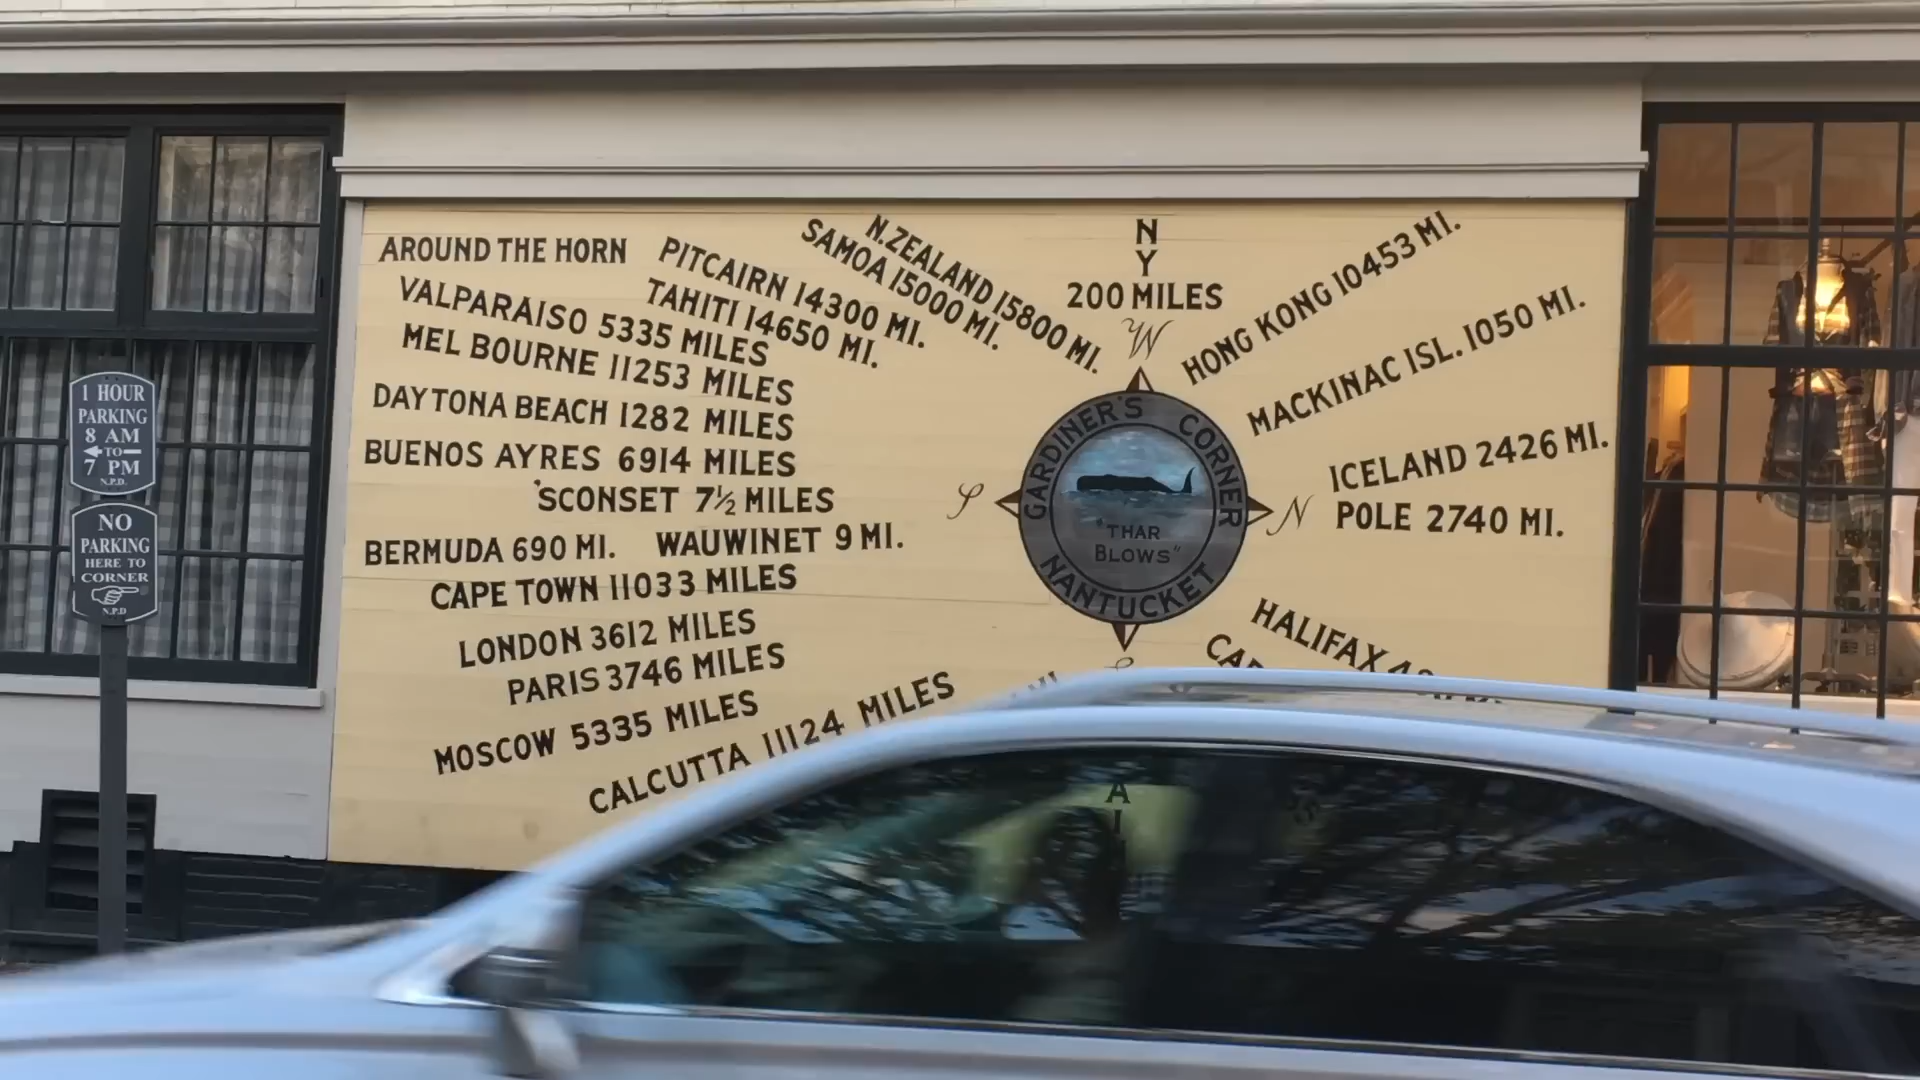 AROUND THE HORN
VALPARAISO 5335 MILES
MEL BOURNE 11253 MILES
DAYTONA BEACH 1282 MILES
BUENOS AYRES 6914 MILES
'SCONSET 7½ MILES
BERMUDA 690 MI.
WAUWINET 9 MI.
CAPE TOWN 11033 MILES
LONDON 3612 MILES
PARIS 3746 MILES
MOSCOW 5335 MILES
CALCUTTA 11124 MILES
PITCAIRN 14300 MI.
TAHITI 14650 MI.
SAMOA 15000 MI.
N.ZEALAND 15800 MI.
N
Y
200 MILES
W
HONG KONG 10453 MI.
MACKINAC ISL. 1050 MI.
ICELAND 2426 MI.
POLE 2740 MI.
S
N
GARDINER'S CORNER
"THAR
BLOWS"
NANTUCKET
HALIFAX
1 HOUR
PARKING
8 AM
TO
7 PM
N.P.D.
NO
PARKING
HERE TO
CORNER
N.P.D